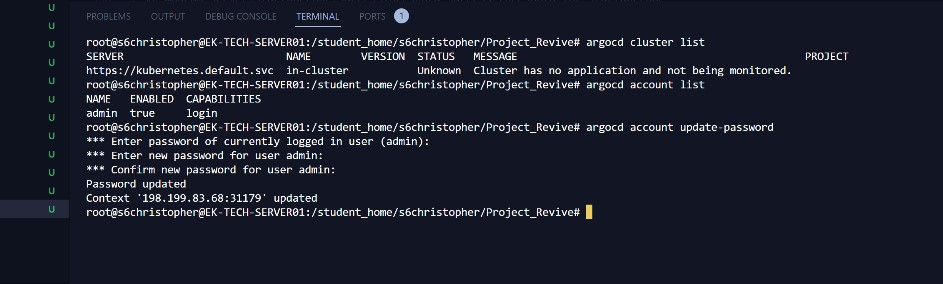 PROBLEMS OUTPUT DEBUG CONSOLE TERMINAL PORTS 1
U
U
U
U
U
U
U
U
U
U
U
U
root@s6christopher@EK-TECH-SERVER01:/student_home/s6christopher/Project_Revive# argocd cluster list
SERVER NAME VERSION STATUS MESSAGE PROJECT
https://kubernetes.default.svc in-cluster Unknown Cluster has no application and not being monitored.
root@s6christopher@EK-TECH-SERVER01:/student_home/s6christopher/Project_Revive# argocd account list
NAME ENABLED CAPABILITIES
admin true login
root@s6christopher@EK-TECH-SERVER01:/student_home/s6christopher/Project_Revive# argocd account update-password
*** Enter password of currently logged in user (admin):
*** Enter new password for user admin:
*** Confirm new password for user admin:
Password updated
Context '198.199.83.68:31179' updated
root@s6christopher@EK-TECH-SERVER01:/student_home/s6christopher/Project_Revive#